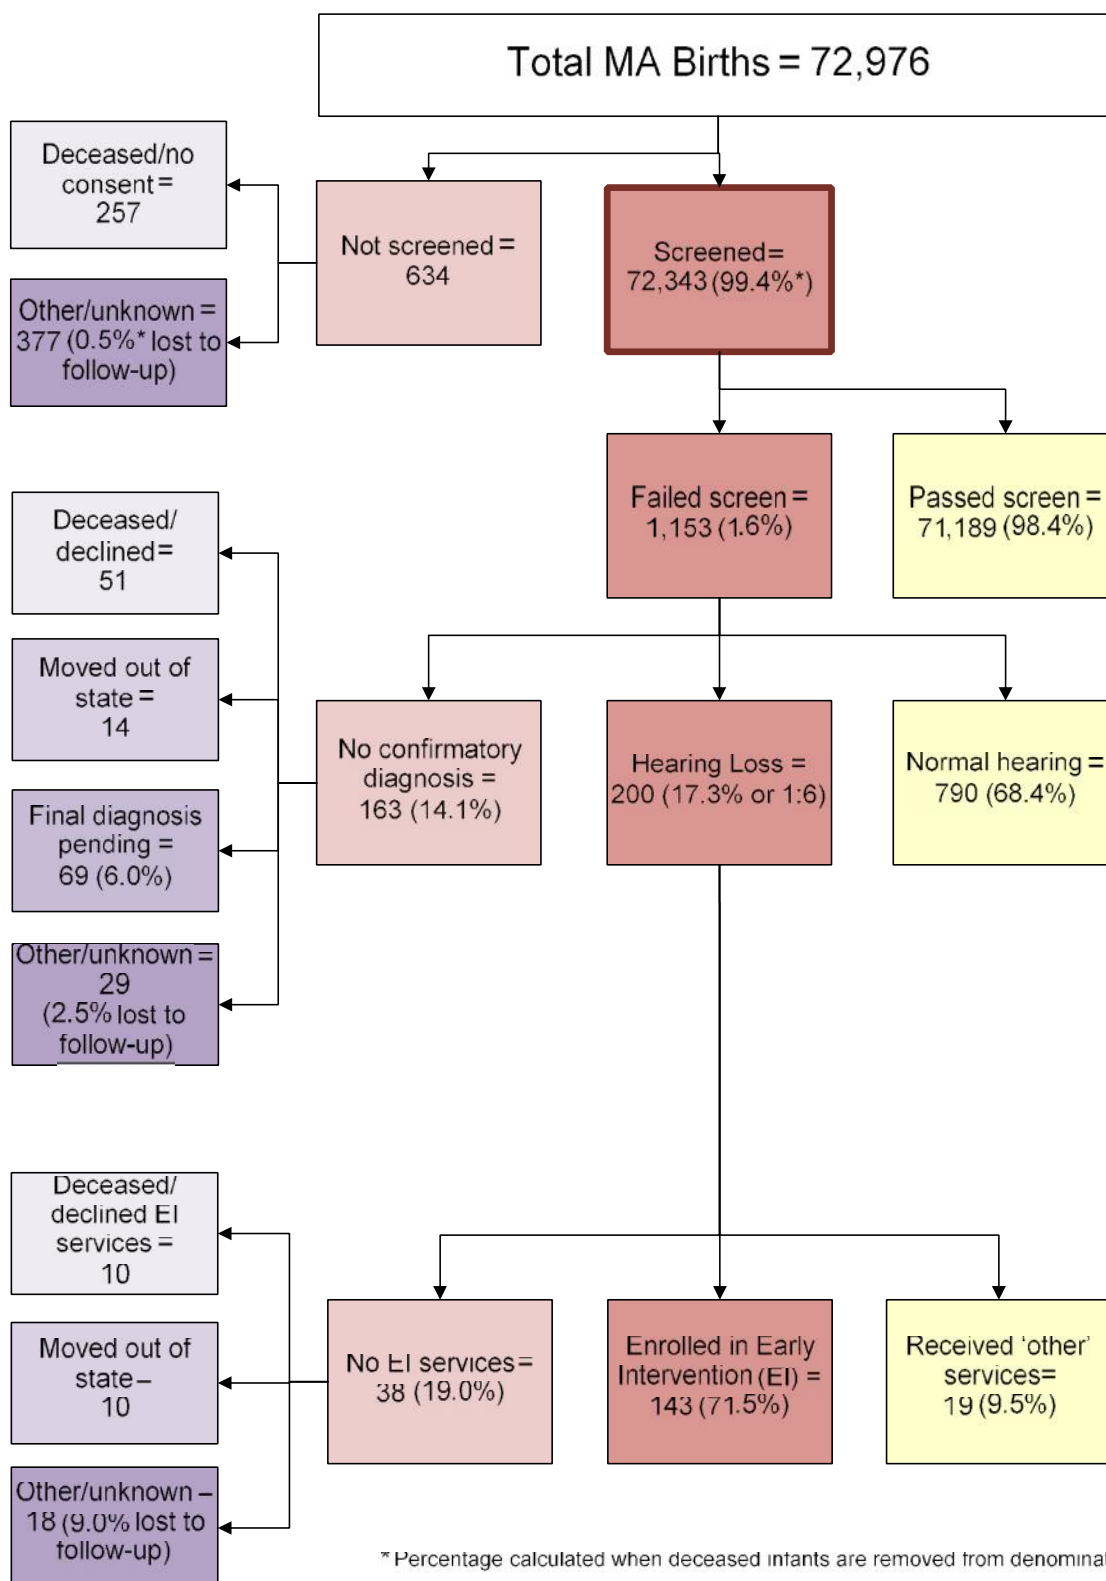 Total MA Births = 72,976
Deceased/no
consent =
257
Not screened =
634
Screened=
72,343 (99.4%*)
Other/unknown =
377 (0.5%* lost to
follow-up)
Failed screen =
1,153 (1.6%)
Passed screen =
71,189 (98.4%)
Deceased/
declined=
51
Moved out of
state =
14
No confirmatory
diagnosis =
163 (14.1%)
Hearing Loss =
200 (17.3% or 1:6)
Normal hearing =
790 (68.4%)
Final diagnosis
pending =
69 (6.0%)
Other/unknown =
29
(2.5% lost to
follow-up)
Deceased/
declined EI
services =
10
Moved out of
state –
10
No EI services=
38 (19.0%)
Enrolled in Early
Intervention (EI) =
143 (71.5%)
Received ‘other’
services=
19 (9.5%)
Other/unknown –
18 (9.0% lost to
follow-up)
* Percentage calculated when deceased infants are removed from denominat